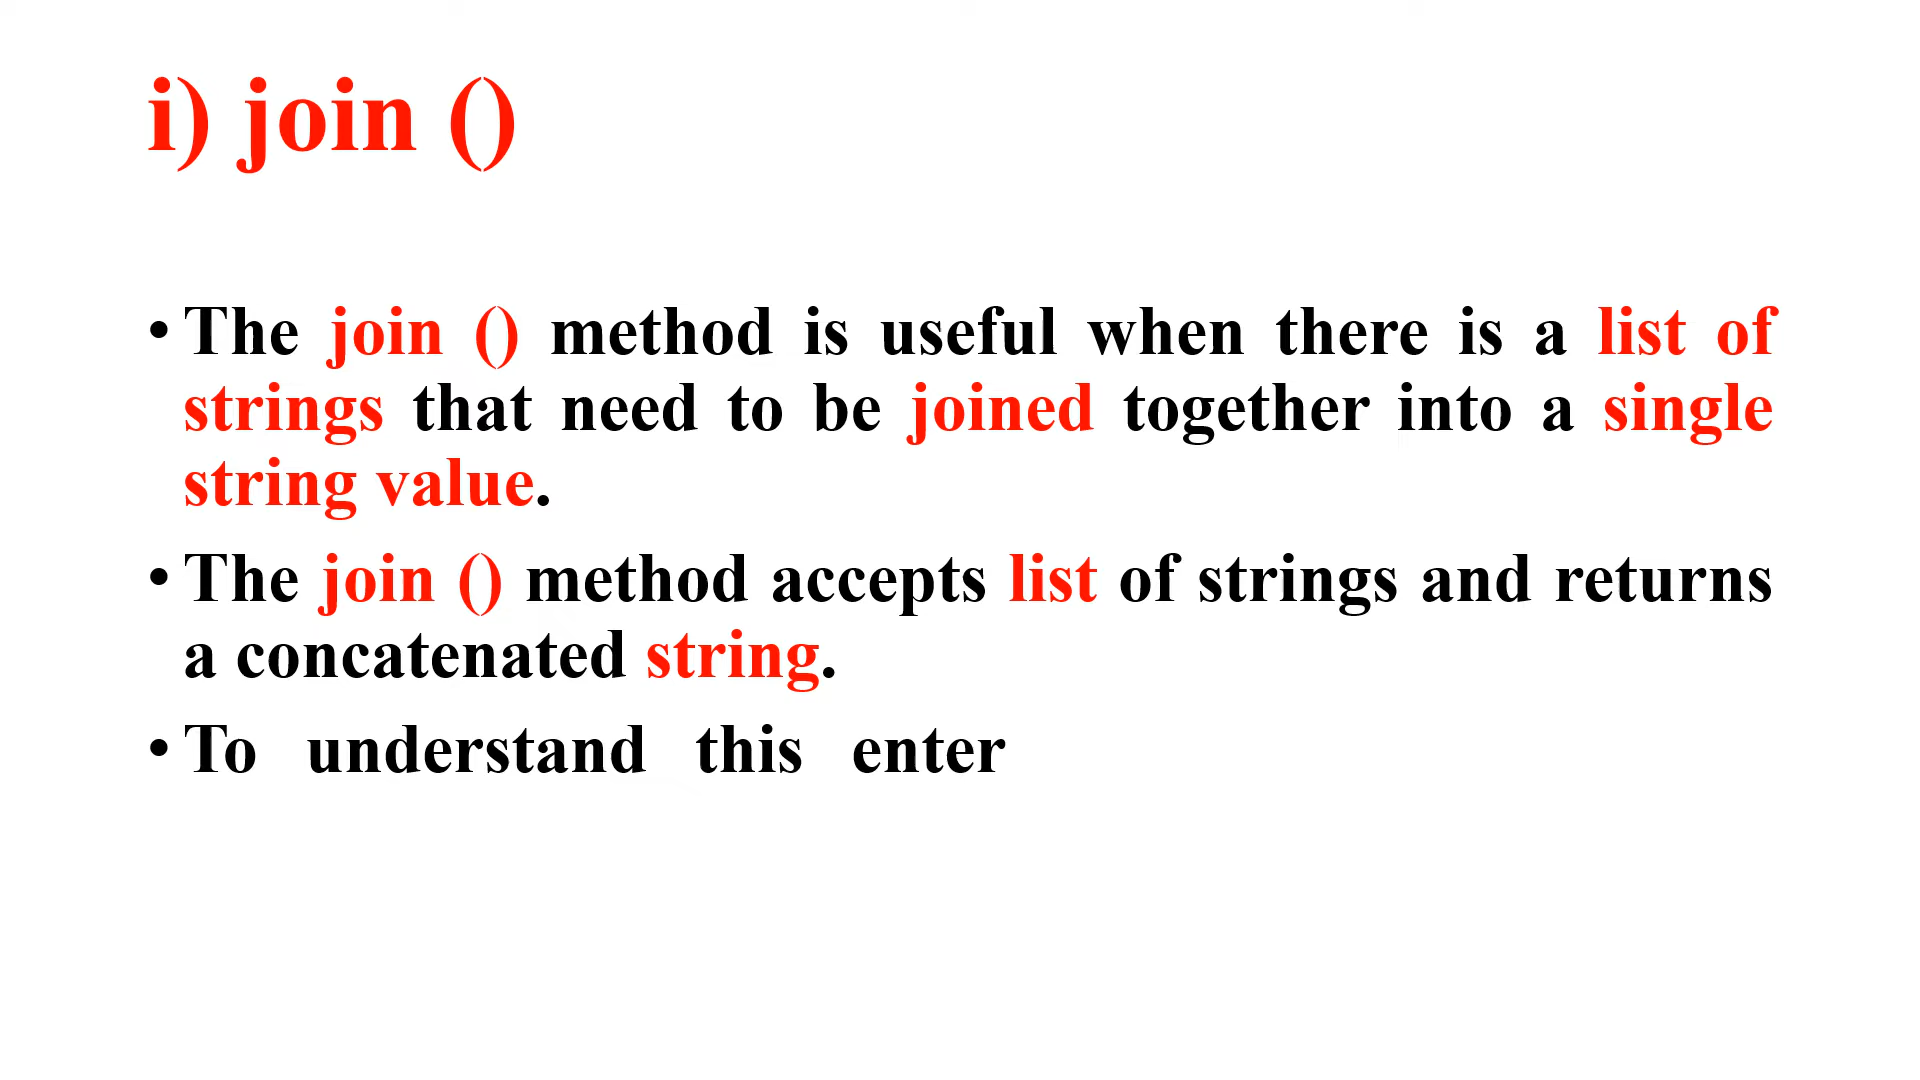 i) join ()
• The join () method is useful when there is a list of
strings that need to be joined together into a single
string value.
• The join () method accepts list of strings and returns
a concatenated string.
• To understand this enter